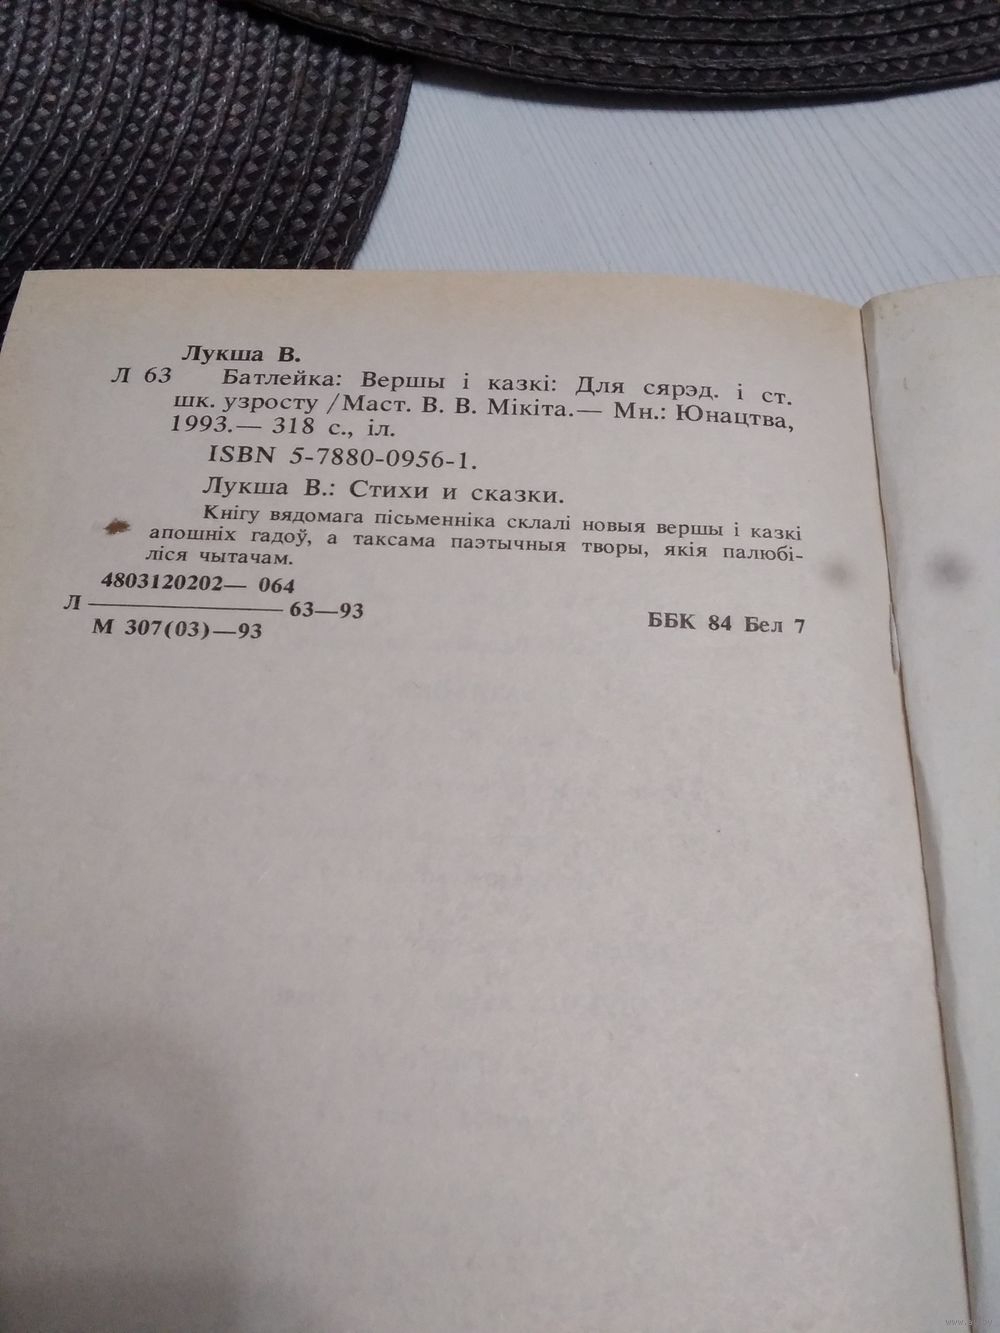 Лукша В.
Л 63 Батлейка: Вершы і казкі: Для сярэд. і ст.
шк. узросту /Маст. В. В. Мікіта.— Мн.: Юнацтва,
1993.— 318 с., іл.
ISBN 5-7880-0956-1.
Лукша В.: Стихи и сказки.
Кнігу вядомага пісьменніка склалі новыя вершы і казкі
апошніх гадоў, а таксама паэтычныя творы, якія палюбі-
ліся чытачам.
4803120202— 064
Л ——— 63—93
М 307(03)—93
ББК 84 Бел 7